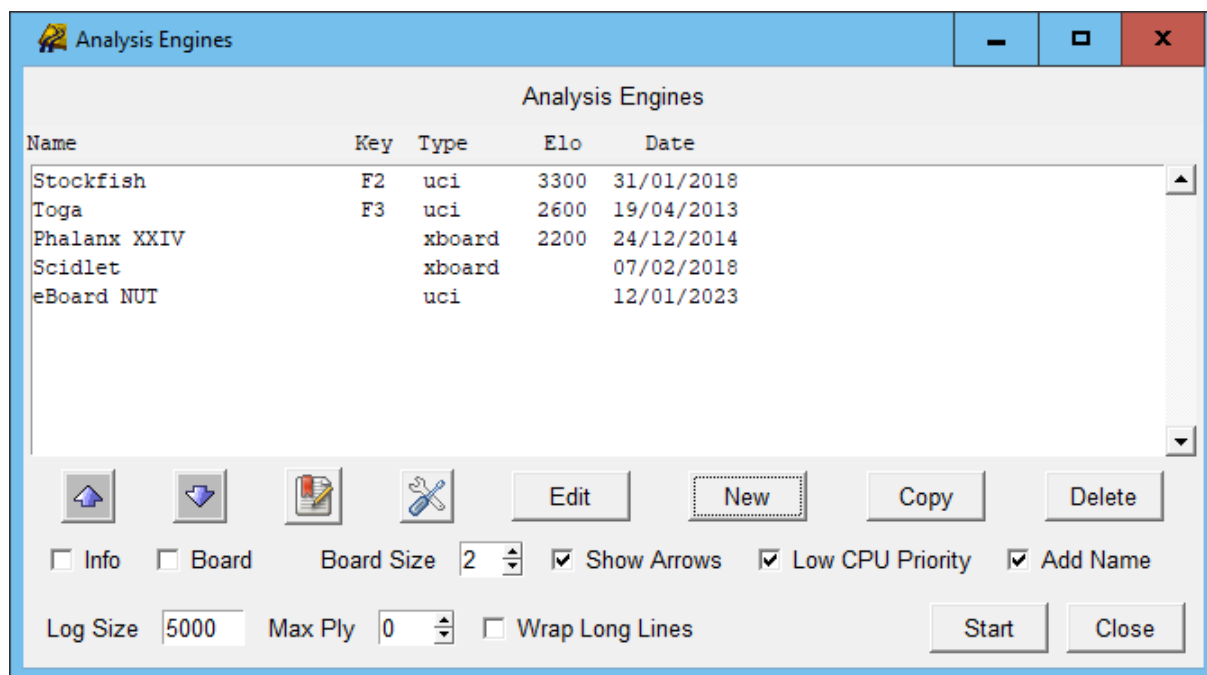 Analysis Engines
Analysis Engines
Name Key Type Elo Date
Stockfish F2 uci 3300 31/01/2018
Toga F3 uci 2600 19/04/2013
Phalanx XXIV xboard 2200 24/12/2014
Scidlet xboard 07/02/2018
eBoard NUT uci 12/01/2023
Edit New Copy Delete
Info Board Board Size 2 Show Arrows Low CPU Priority Add Name
Log Size 5000 Max Ply 0 Wrap Long Lines Start Close